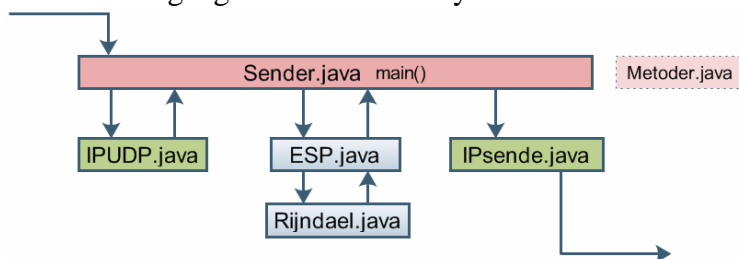 Sender.java main()
Metoder.java
IPUDP.java
ESP.java
IPsende.java
Rijndael.java